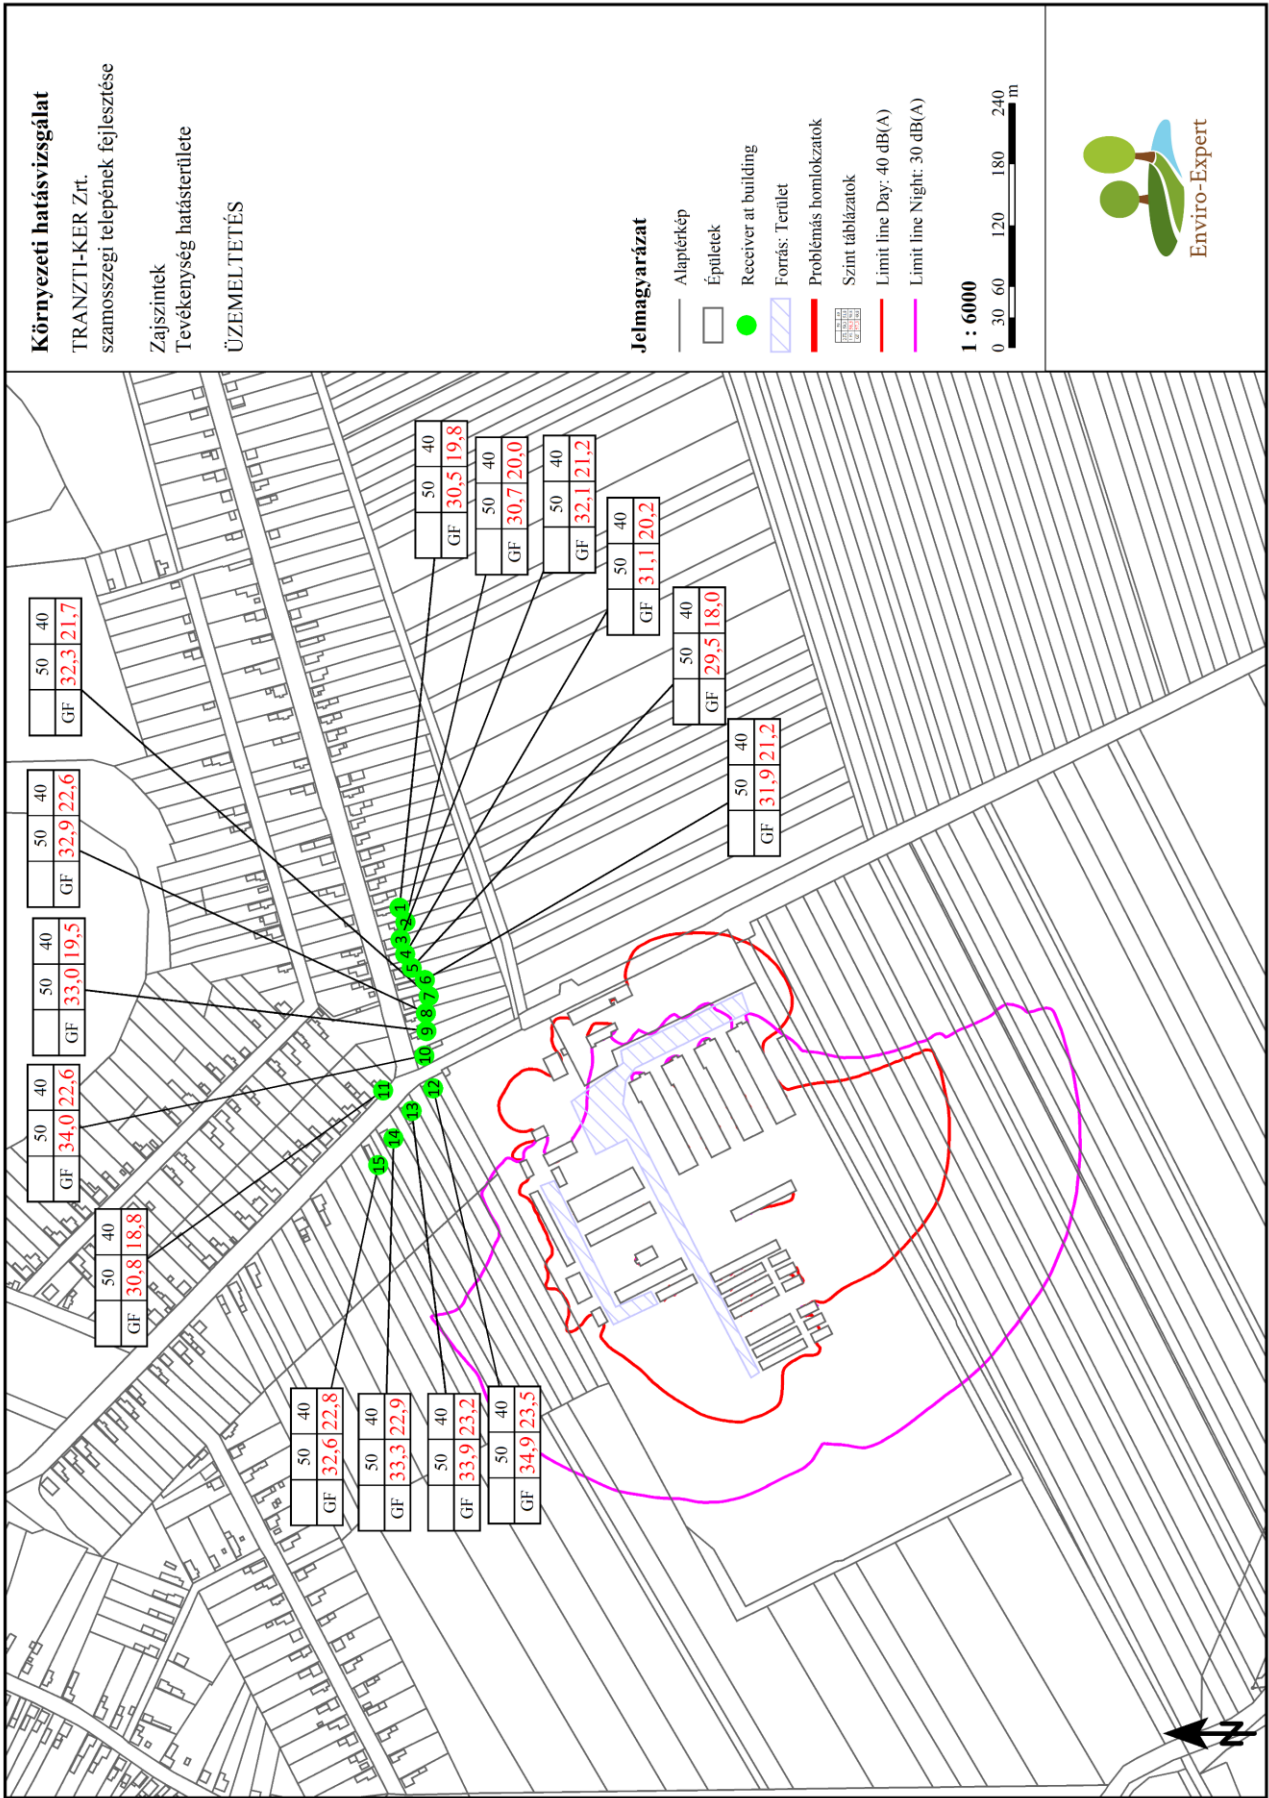 Környezeti hatásvizsgálat
TRANZTI-KER Zrt.
szamosszegi telepének fejlesztése
Zajszintek
Tevékenység hatásterülete
ÜZEMELTETÉS
Jelmagyarázat
Alaptérkép
Épületek
Receiver at building
Forrás: Terület
Problémás homlokzatok
Szint táblázatok
Limit line Day: 40 dB(A)
Limit line Night: 30 dB(A)
1 : 6000
0 30 60 120 180 240
m
Enviro-Expert
50 40
GF 32,6 22,8
50 40
GF 33,3 22,9
50 40
GF 33,9 23,2
50 40
GF 34,9 23,5
50 40
GF 30,8 18,8
50 40
GF 34,0 22,6
50 40
GF 33,0 19,5
50 40
GF 32,9 22,6
50 40
GF 32,3 21,7
50 40
GF 31,9 21,2
50 40
GF 29,5 18,0
50 40
GF 31,1 20,2
50 40
GF 32,1 21,2
50 40
GF 30,7 20,0
50 40
GF 30,5 19,8
15
14
13
12
11
10
9
8
7
6
5
4
3
2
1
N